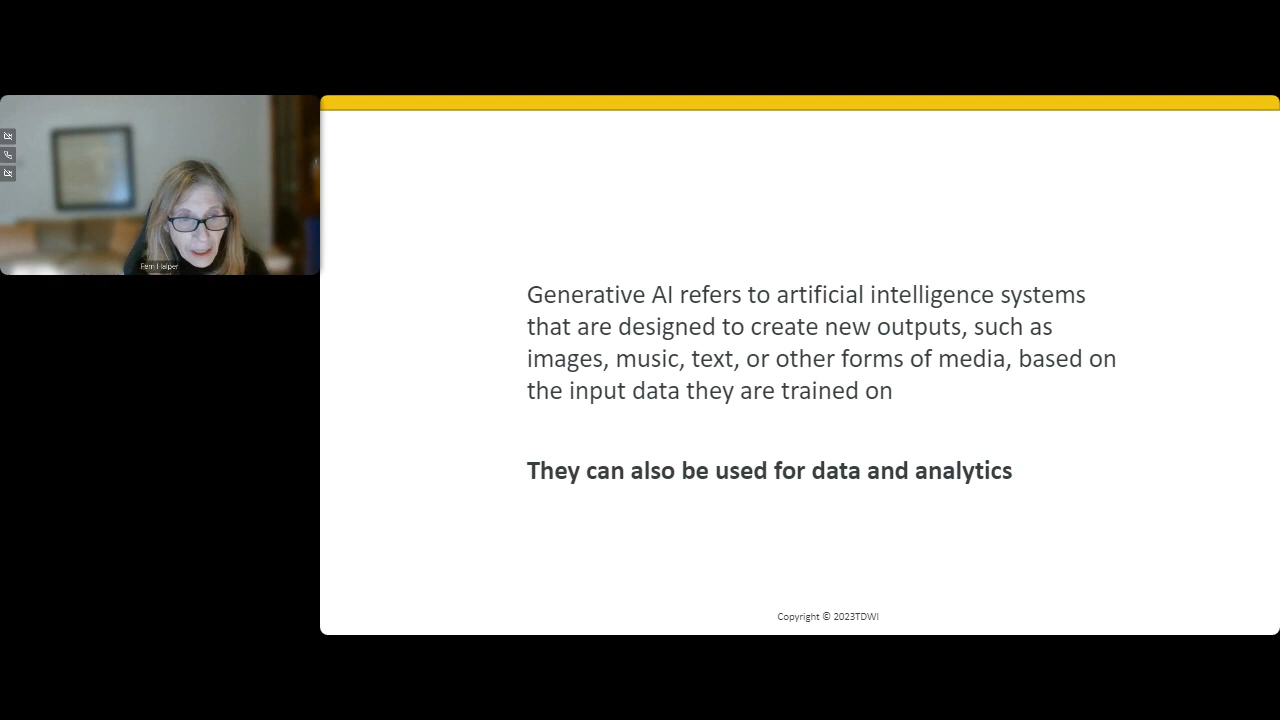 Fern Halper
Generative AI refers to artificial intelligence systems
that are designed to create new outputs, such as
images, music, text, or other forms of media, based on
the input data they are trained on
They can also be used for data and analytics
Copyright © 2023TDWI